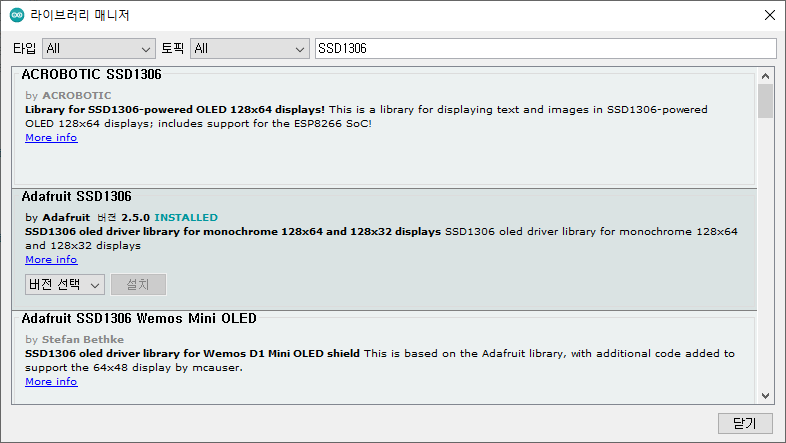 라이브러리 매니저
타입 All 토픽 All SSD1306
ACROBOTIC SSD1306
by ACROBOTIC
Library for SSD1306-powered OLED 128x64 displays! This is a library for displaying text and images in SSD1306-powered
OLED 128x64 displays; includes support for the ESP8266 SoC!
More info
Adafruit SSD1306
by Adafruit 버전 2.5.0 INSTALLED
SSD1306 oled driver library for monochrome 128x64 and 128x32 displays SSD1306 oled driver library for monochrome 128x64
and 128x32 displays
More info
버전 선택 설치
Adafruit SSD1306 Wemos Mini OLED
by Stefan Bethke
SSD1306 oled driver library for Wemos D1 Mini OLED shield This is based on the Adafruit library, with additional code added to
support the 64x48 display by mcauser.
More info
닫기